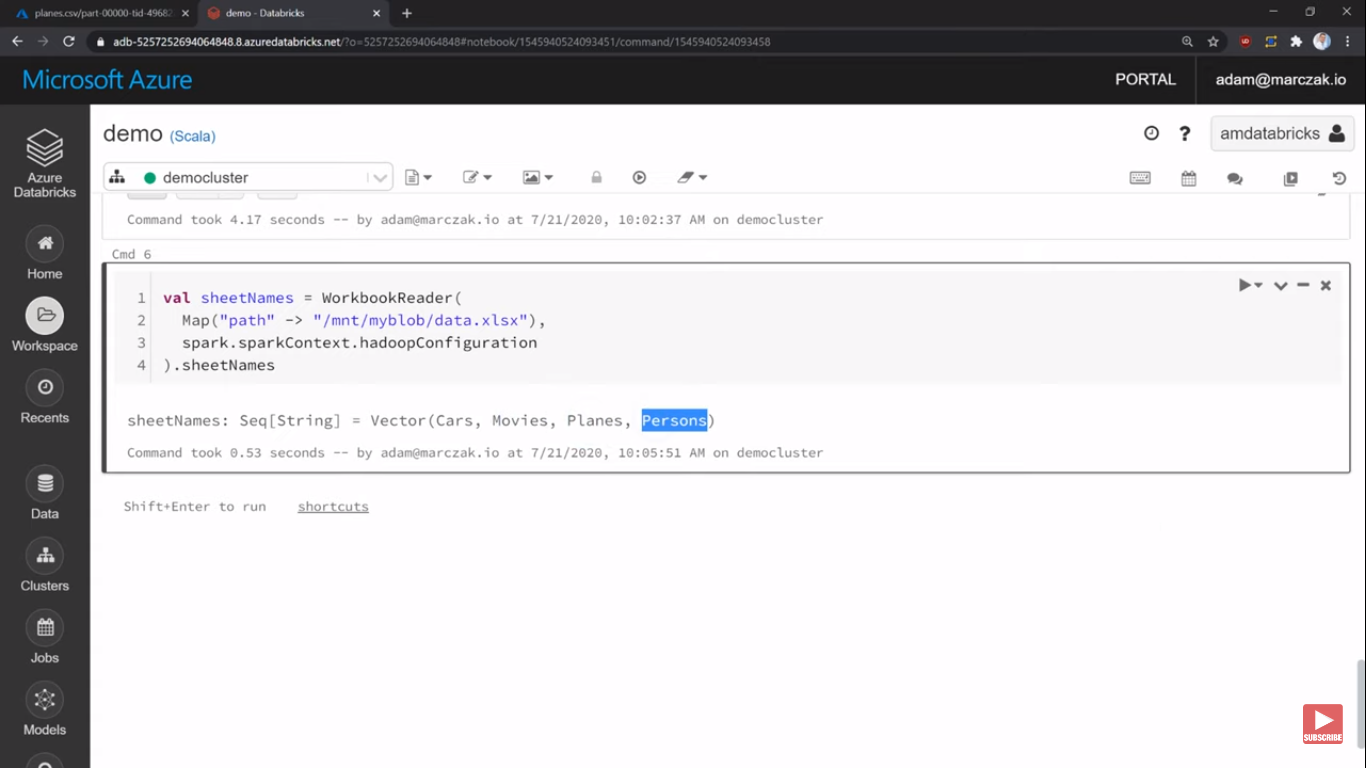 planes.csv/part-00000-tid-49682
demo - Databricks
adb-5257252694064848.8.azuredatabricks.net/?o=5257252694064848#notebook/1545940524093451/command/1545940524093458
Microsoft Azure
PORTAL
adam@marczak.io
Azure
Databricks
Home
Workspace
Recents
Data
Clusters
Jobs
Models
demo (Scala)
amdatabricks
democluster
Command took 4.17 seconds -- by adam@marczak.io at 7/21/2020, 10:02:37 AM on democluster
Cmd 6
1 val sheetNames = WorkbookReader(
2 Map("path" -> "/mnt/myblob/data.xlsx"),
3 spark.sparkContext.hadoopConfiguration
4 ).sheetNames
sheetNames: Seq[String] = Vector(Cars, Movies, Planes, Persons)
Command took 0.53 seconds -- by adam@marczak.io at 7/21/2020, 10:05:51 AM on democluster
Shift+Enter to run shortcuts
SUBSCRIBE